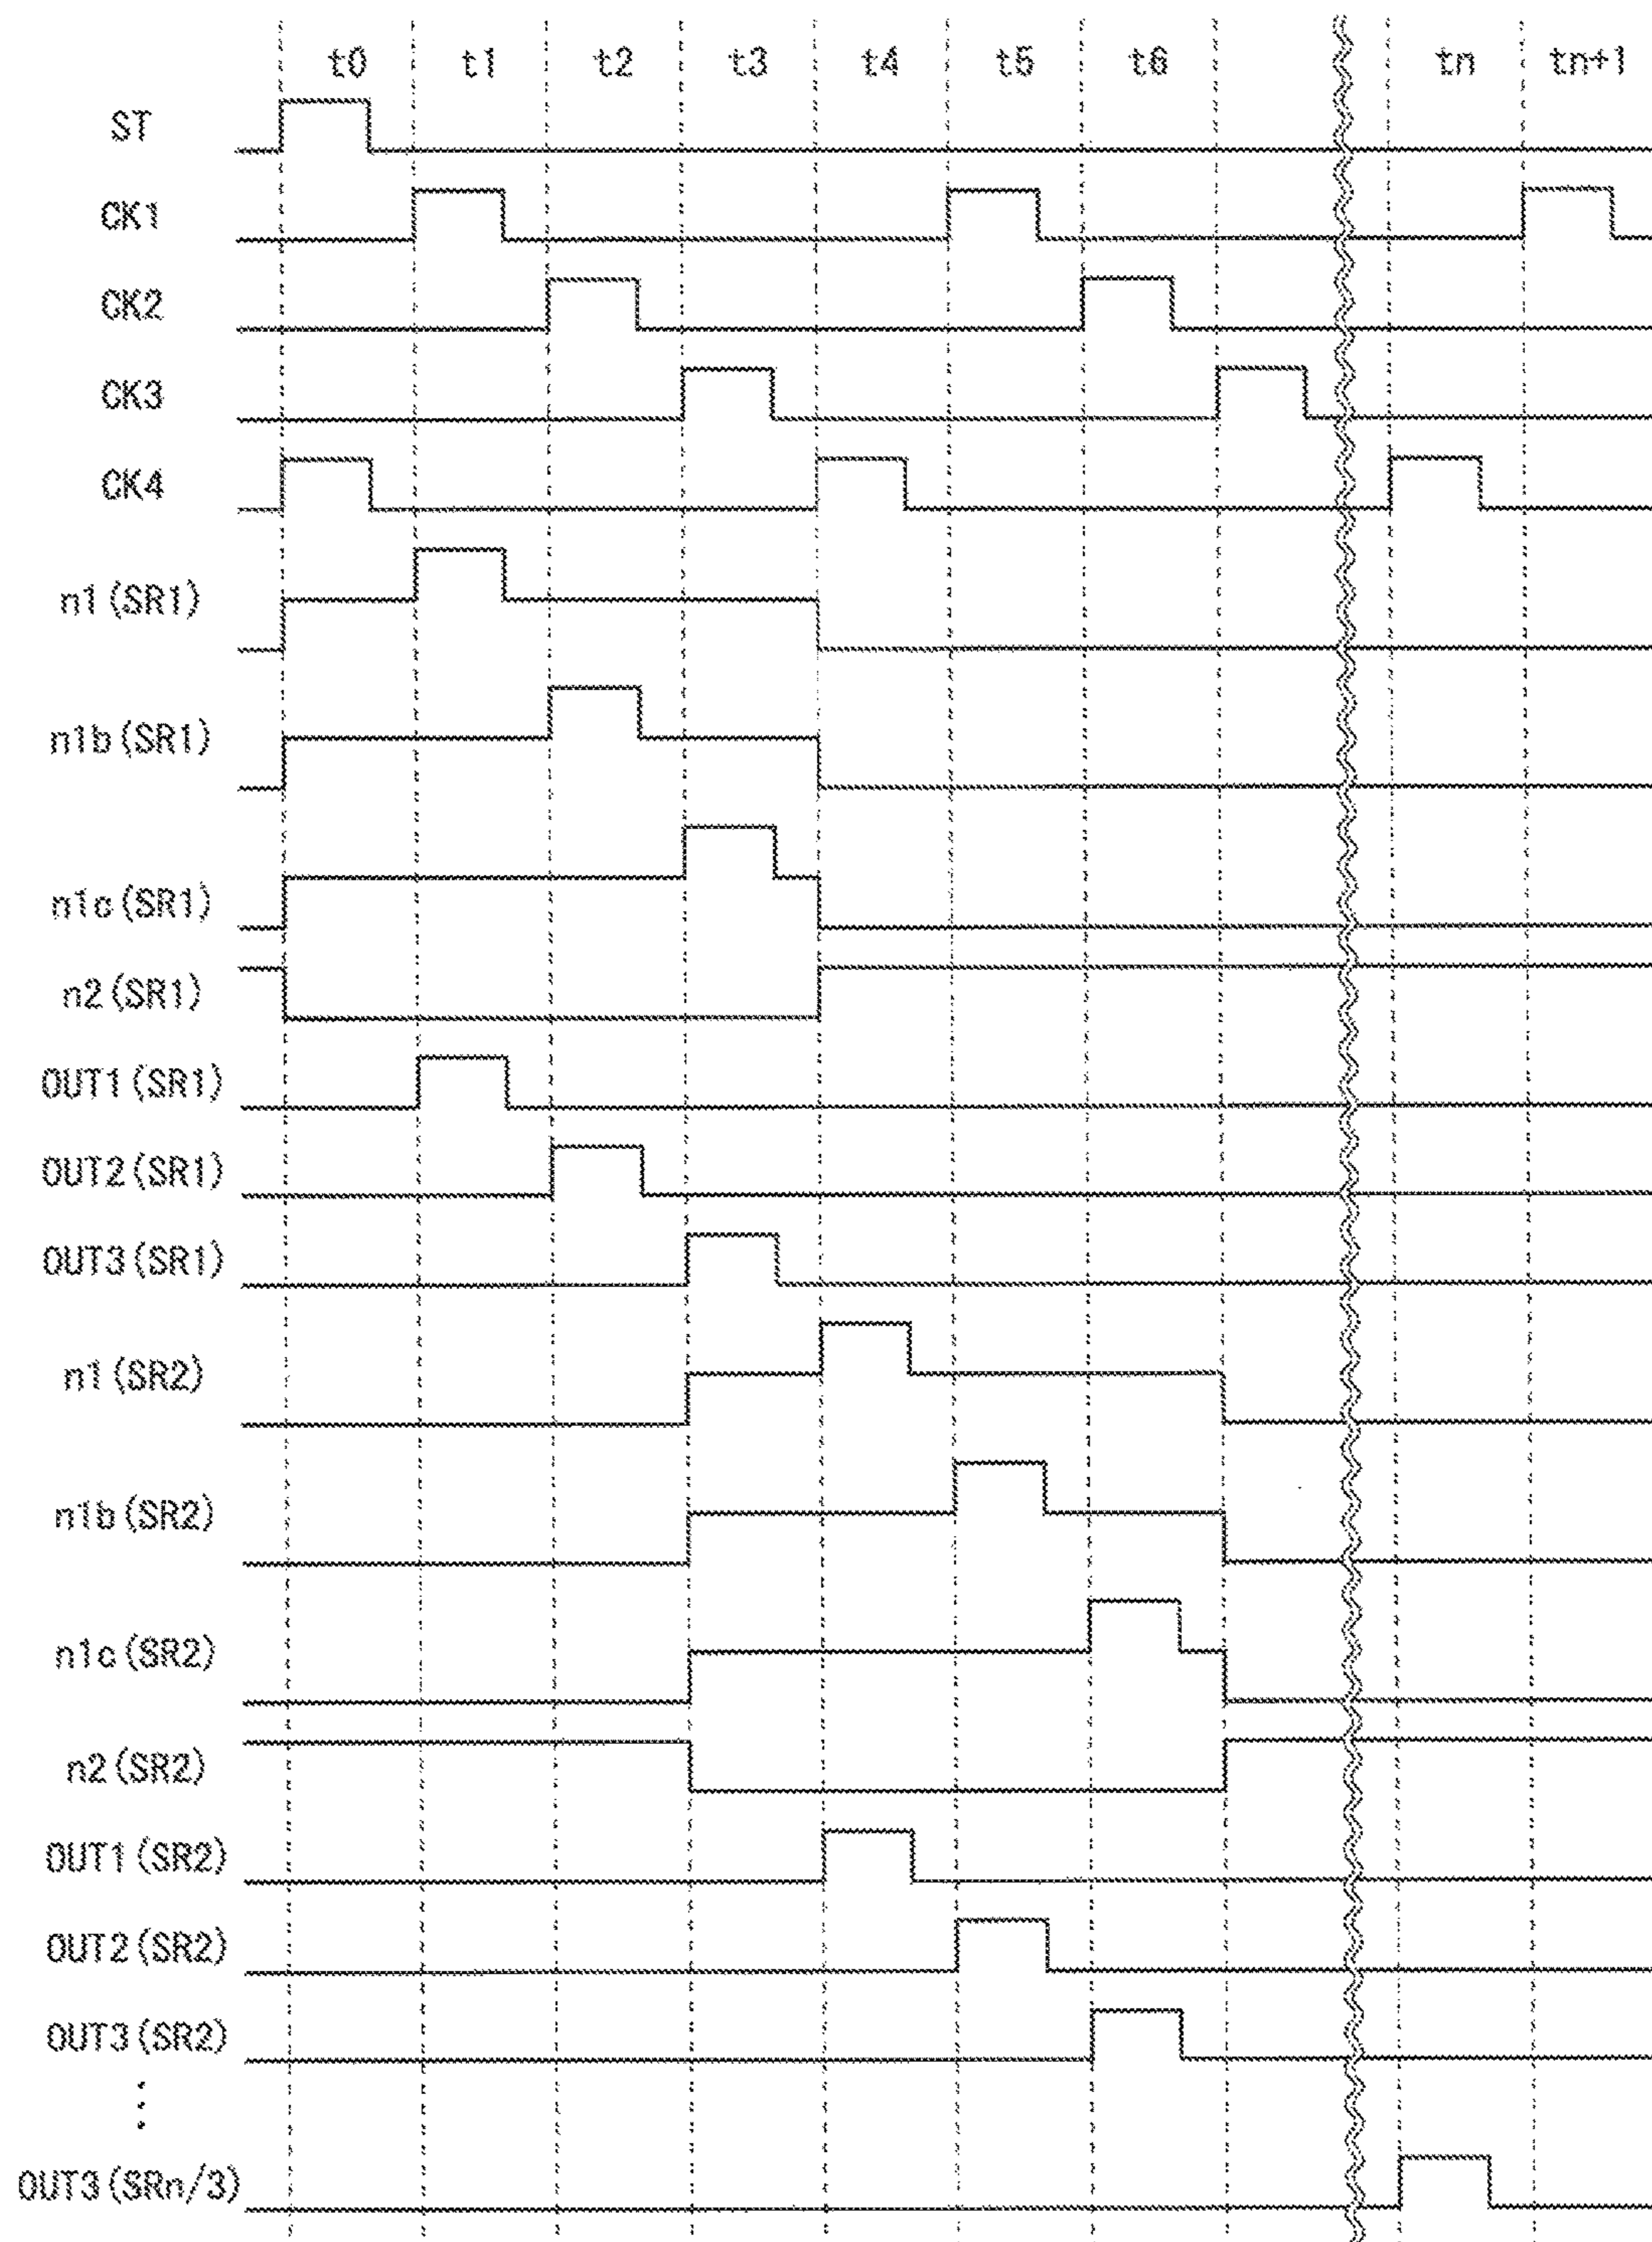 t0 t1 t2 t3 t4 t5 t6 tn tn+1
ST
CK1
CK2
CK3
CK4
n1(SR1)
n1b(SR1)
n1c(SR1)
n2(SR1)
OUT1(SR1)
OUT2(SR1)
OUT3(SR1)
n1(SR2)
n1b(SR2)
n1c(SR2)
n2(SR2)
OUT1(SR2)
OUT2(SR2)
OUT3(SR2)
⋮
OUT3(SRn/3)